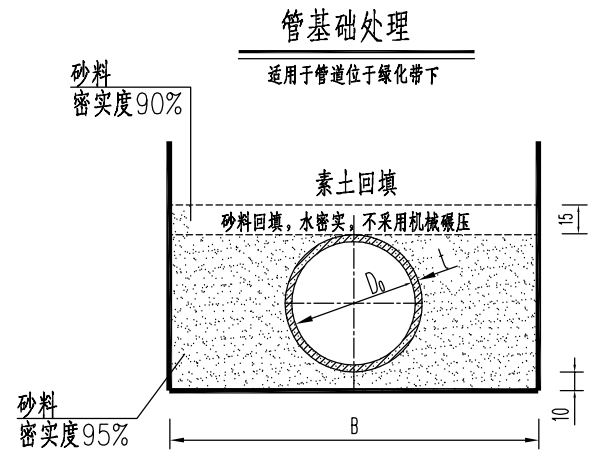 管基础处理
适用于管道位于绿化带下
砂料
密实度90%
素土回填
砂料回填，水密实，不采用机械碾压
15
D₀
t
砂料
密实度95%
10
B